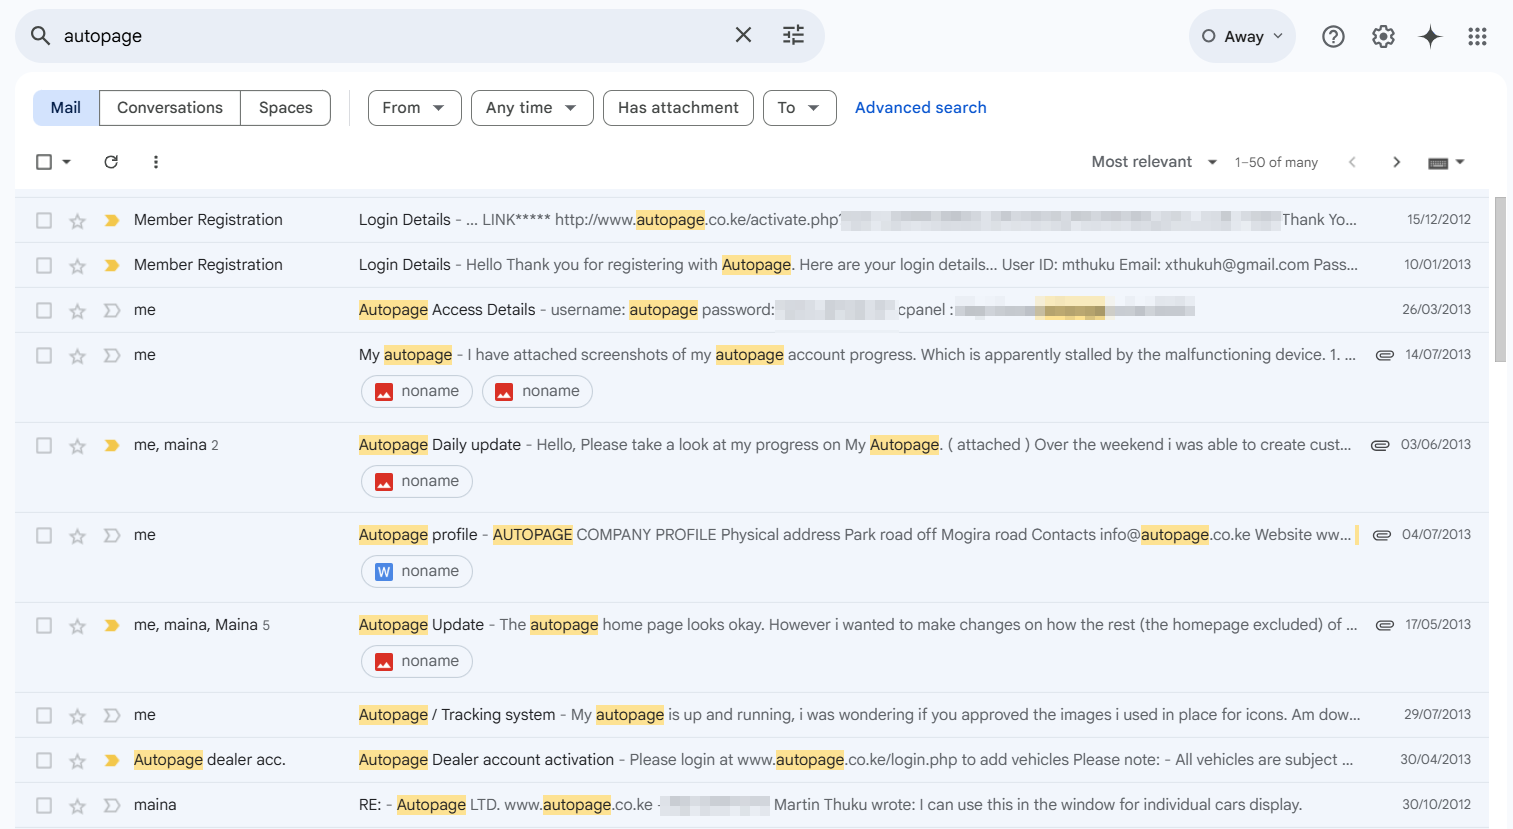 autopage
Away
Mail Conversations Spaces From Any time Has attachment To Advanced search
Most relevant 1–50 of many
Member Registration Login Details - ... LINK***** http://www.autopage.co.ke/activate.php? Thank Yo... 15/12/2012
Member Registration Login Details - Hello Thank you for registering with Autopage. Here are your login details... User ID: mthuku Email: xthukuh@gmail.com Pass... 10/01/2013
me Autopage Access Details - username: autopage password: cpanel : 26/03/2013
me My autopage - I have attached screenshots of my autopage account progress. Which is apparently stalled by the malfunctioning device. 1. ... 14/07/2013
noname noname
me, maina 2 Autopage Daily update - Hello, Please take a look at my progress on My Autopage. ( attached ) Over the weekend i was able to create cust... 03/06/2013
noname
me Autopage profile - AUTOPAGE COMPANY PROFILE Physical address Park road off Mogira road Contacts info@autopage.co.ke Website ww... 04/07/2013
W noname
me, maina, Maina 5 Autopage Update - The autopage home page looks okay. However i wanted to make changes on how the rest (the homepage excluded) of ... 17/05/2013
noname
me Autopage / Tracking system - My autopage is up and running, i was wondering if you approved the images i used in place for icons. Am dow... 29/07/2013
Autopage dealer acc. Autopage Dealer account activation - Please login at www.autopage.co.ke/login.php to add vehicles Please note: - All vehicles are subject ... 30/04/2013
maina RE: - Autopage LTD. www.autopage.co.ke - Martin Thuku wrote: I can use this in the window for individual cars display. 30/10/2012